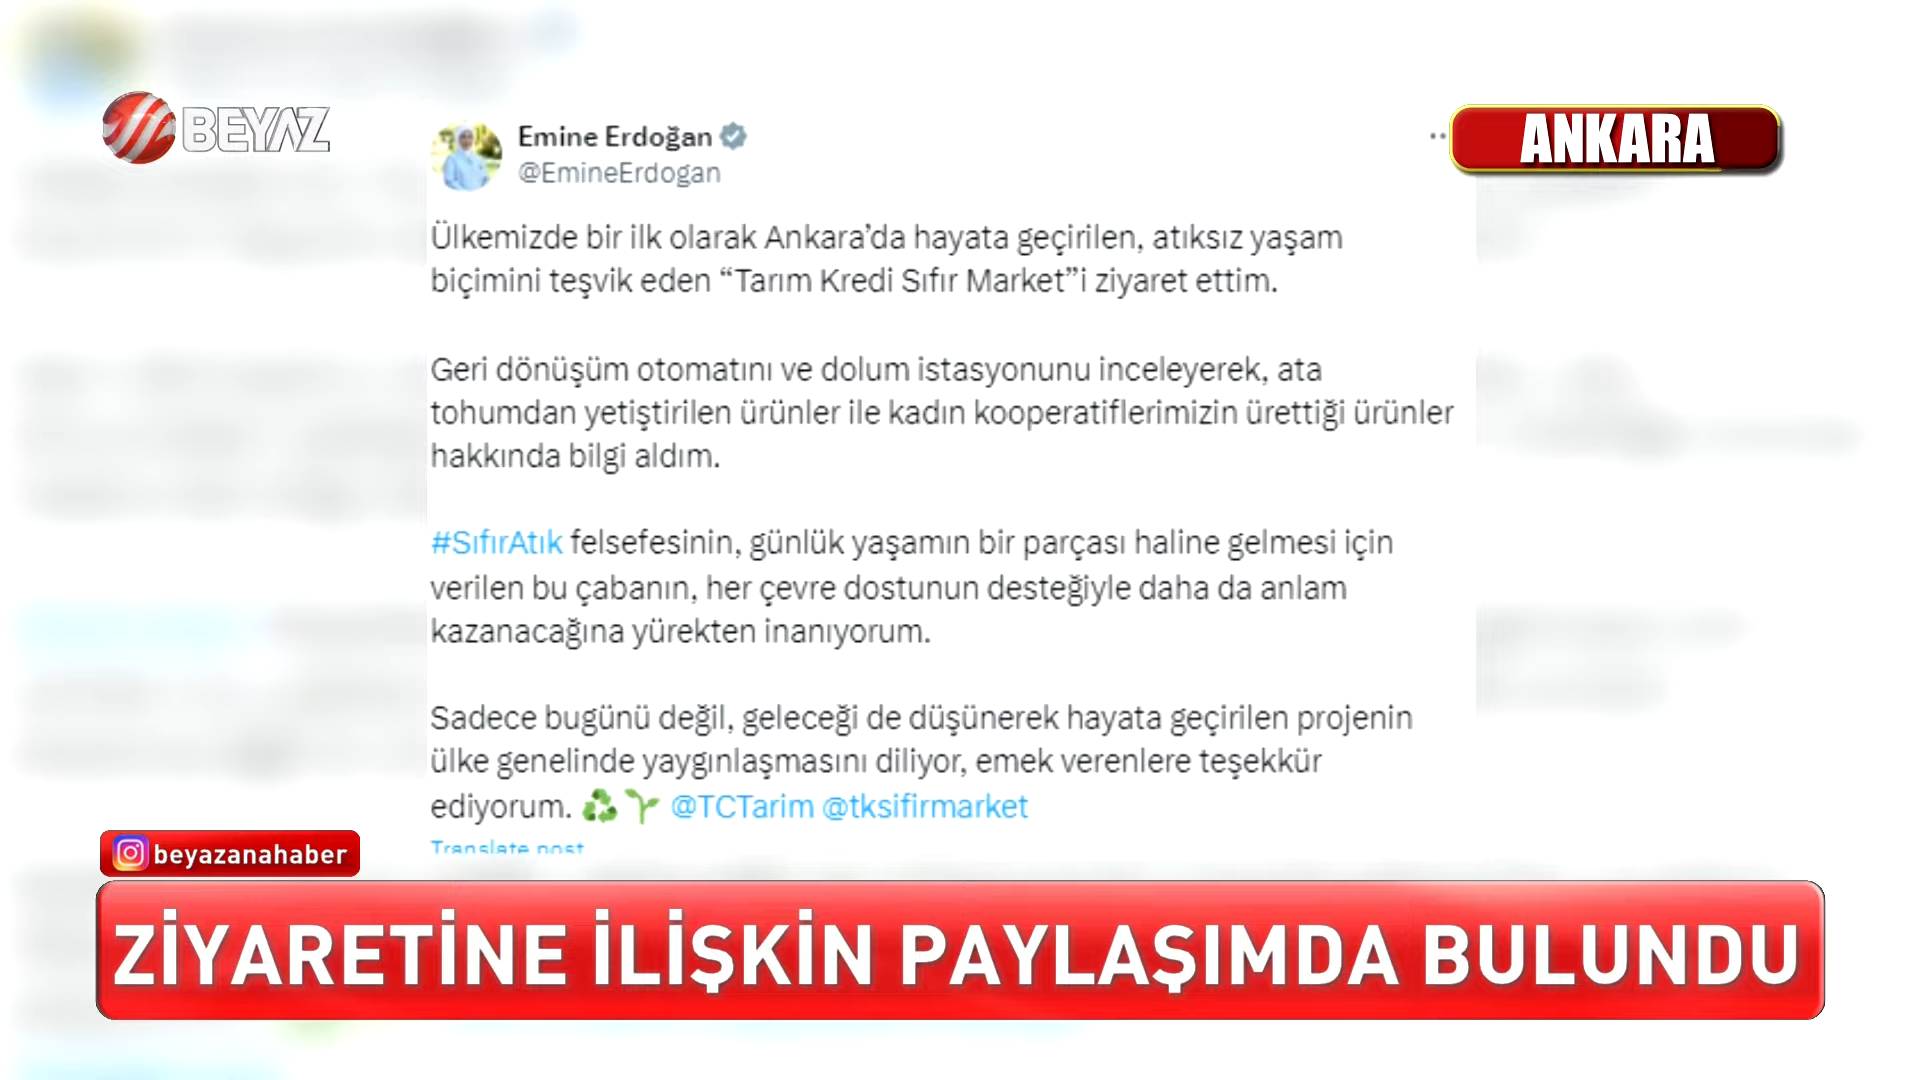 BEYAZ
ANKARA
Emine Erdoğan
@EmineErdogan
Ülkemizde bir ilk olarak Ankara’da hayata geçirilen, atıksız yaşam
biçimini teşvik eden “Tarım Kredi Sıfır Market”i ziyaret ettim.
Geri dönüşüm otomatını ve dolum istasyonunu inceleyerek, ata
tohumdan yetiştirilen ürünler ile kadın kooperatiflerimizin ürettiği ürünler
hakkında bilgi aldım.
#SıfırAtık felsefesinin, günlük yaşamın bir parçası haline gelmesi için
verilen bu çabanın, her çevre dostunun desteğiyle daha da anlam
kazanacağına yürekten inanıyorum.
Sadece bugünü değil, geleceği de düşünerek hayata geçirilen projenin
ülke genelinde yaygınlaşmasını diliyor, emek verenlere teşekkür
ediyorum. @TCTarim @tksifirmarket
Translate post
beyazanahaber
ZİYARETİNE İLİŞKİN PAYLAŞIMDA BULUNDU